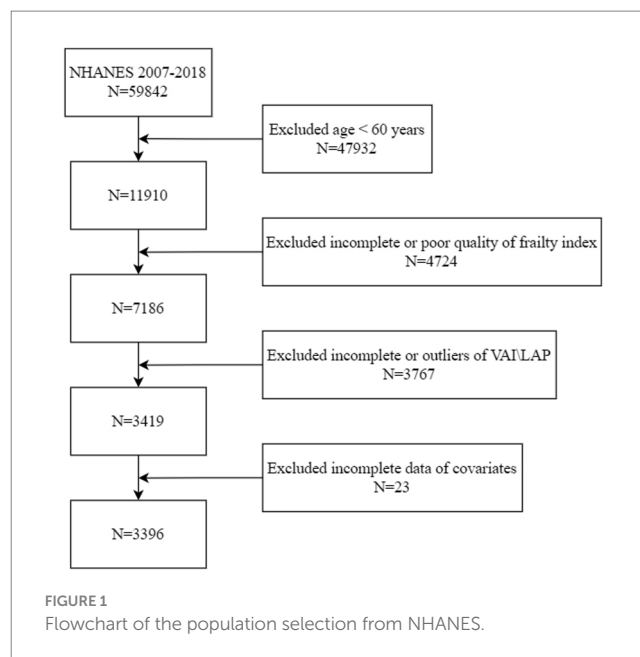 NHANES 2007-2018
N=59842
Excluded age < 60 years
N=47932
N=11910
Excluded incomplete or poor quality of frailty index
N=4724
N=7186
Excluded incomplete or outliers of VAI\LAP
N=3767
N=3419
Excluded incomplete data of covariates
N=23
N=3396
FIGURE 1
Flowchart of the population selection from NHANES.